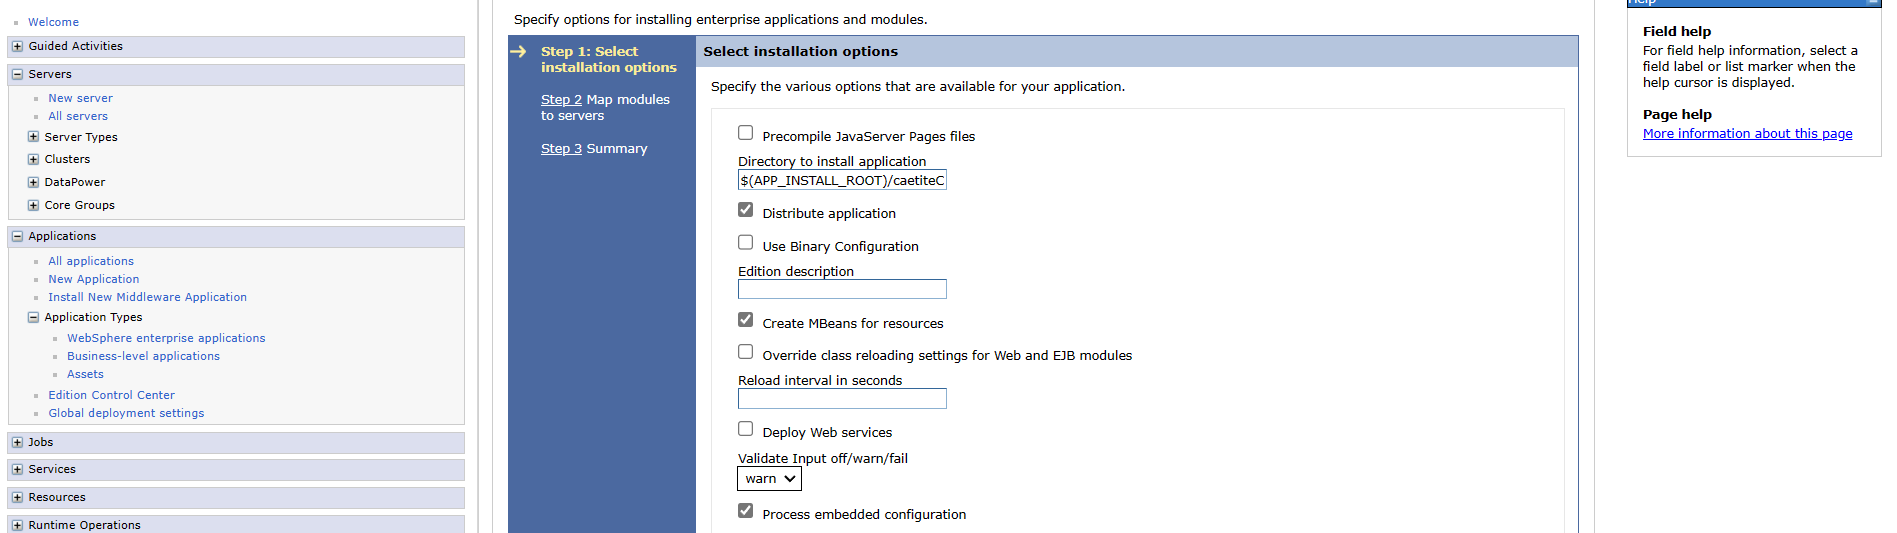 Welcome
Guided Activities
Servers
New server
All servers
Server Types
Clusters
DataPower
Core Groups
Applications
All applications
New Application
Install New Middleware Application
Application Types
WebSphere enterprise applications
Business-level applications
Assets
Edition Control Center
Global deployment settings
Jobs
Services
Resources
Runtime Operations
Specify options for installing enterprise applications and modules.
Step 1: Select
installation options
Step 2 Map modules
to servers
Step 3 Summary
Select installation options
Specify the various options that are available for your application.
Precompile JavaServer Pages files
Directory to install application
$(APP_INSTALL_ROOT)/caetiteC
Distribute application
Use Binary Configuration
Edition description
Create MBeans for resources
Override class reloading settings for Web and EJB modules
Reload interval in seconds
Deploy Web services
Validate Input off/warn/fail
warn
Process embedded configuration
Help
Field help
For field help information, select a
field label or list marker when the
help cursor is displayed.
Page help
More information about this page